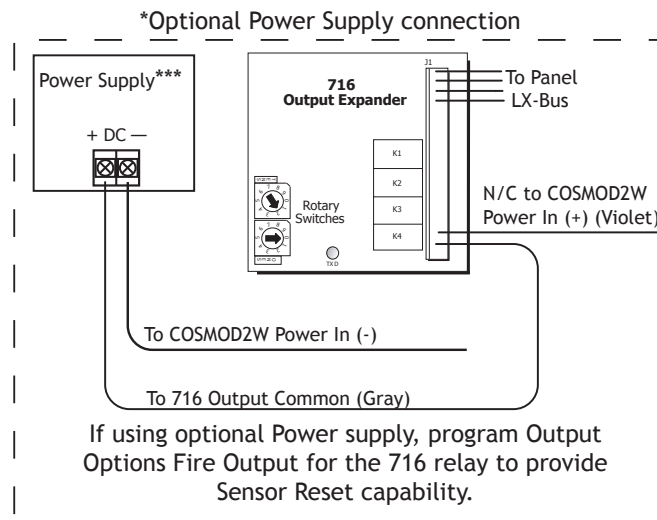 *Optional Power Supply connection
Power Supply***
+ DC —
716
Output Expander
J1
To Panel
LX-Bus
K1
K2
K3
K4
TENS
Rotary
Switches
ONES
TXD
N/C to COSMOD2W
Power In (+) (Violet)
To COSMOD2W Power In (-)
To 716 Output Common (Gray)
If using optional Power supply, program Output
Options Fire Output for the 716 relay to provide
Sensor Reset capability.